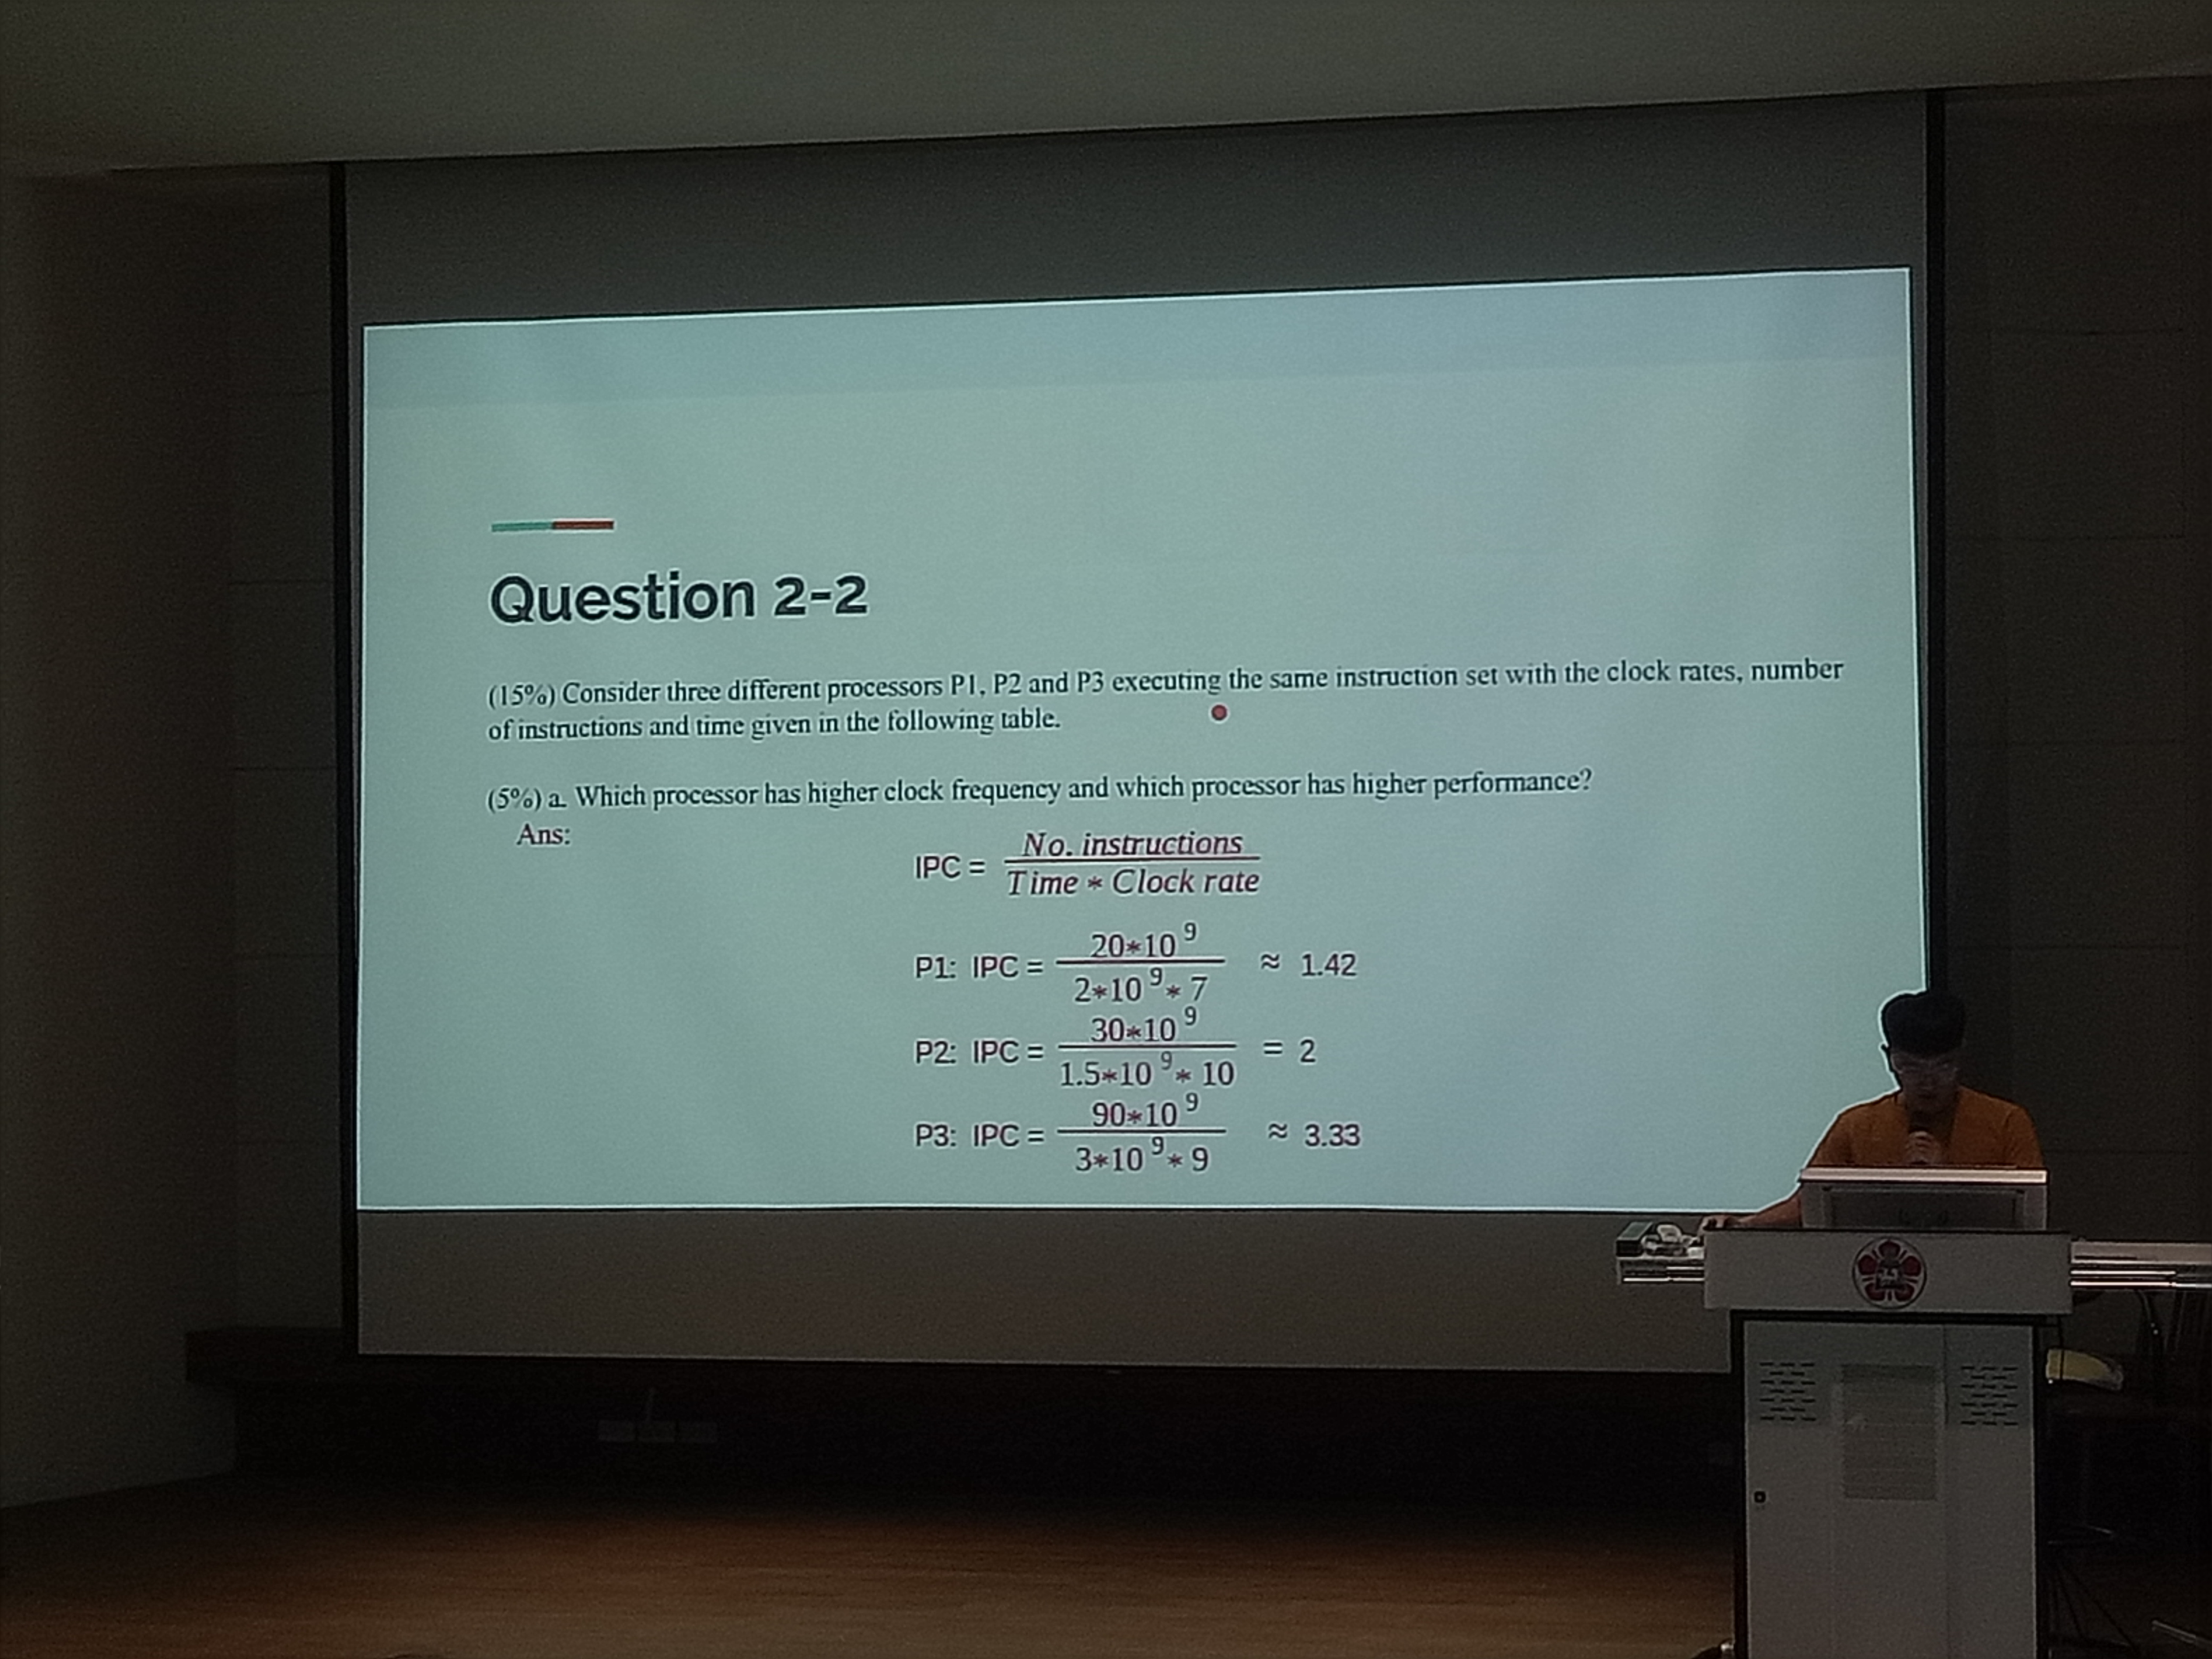 Question 2-2
(15%) Consider three different processors P1, P2 and P3 executing the same instruction set with the clock rates, number
of instructions and time given in the following table.
(5%) a. Which processor has higher clock frequency and which processor has higher performance?
Ans:
IPC = No. instructions / Time * Clock rate
P1: IPC = 20*10^9 / 2*10^9 * 7 ≈ 1.42
P2: IPC = 30*10^9 / 1.5*10^9 * 10 = 2
P3: IPC = 90*10^9 / 3*10^9 * 9 ≈ 3.33